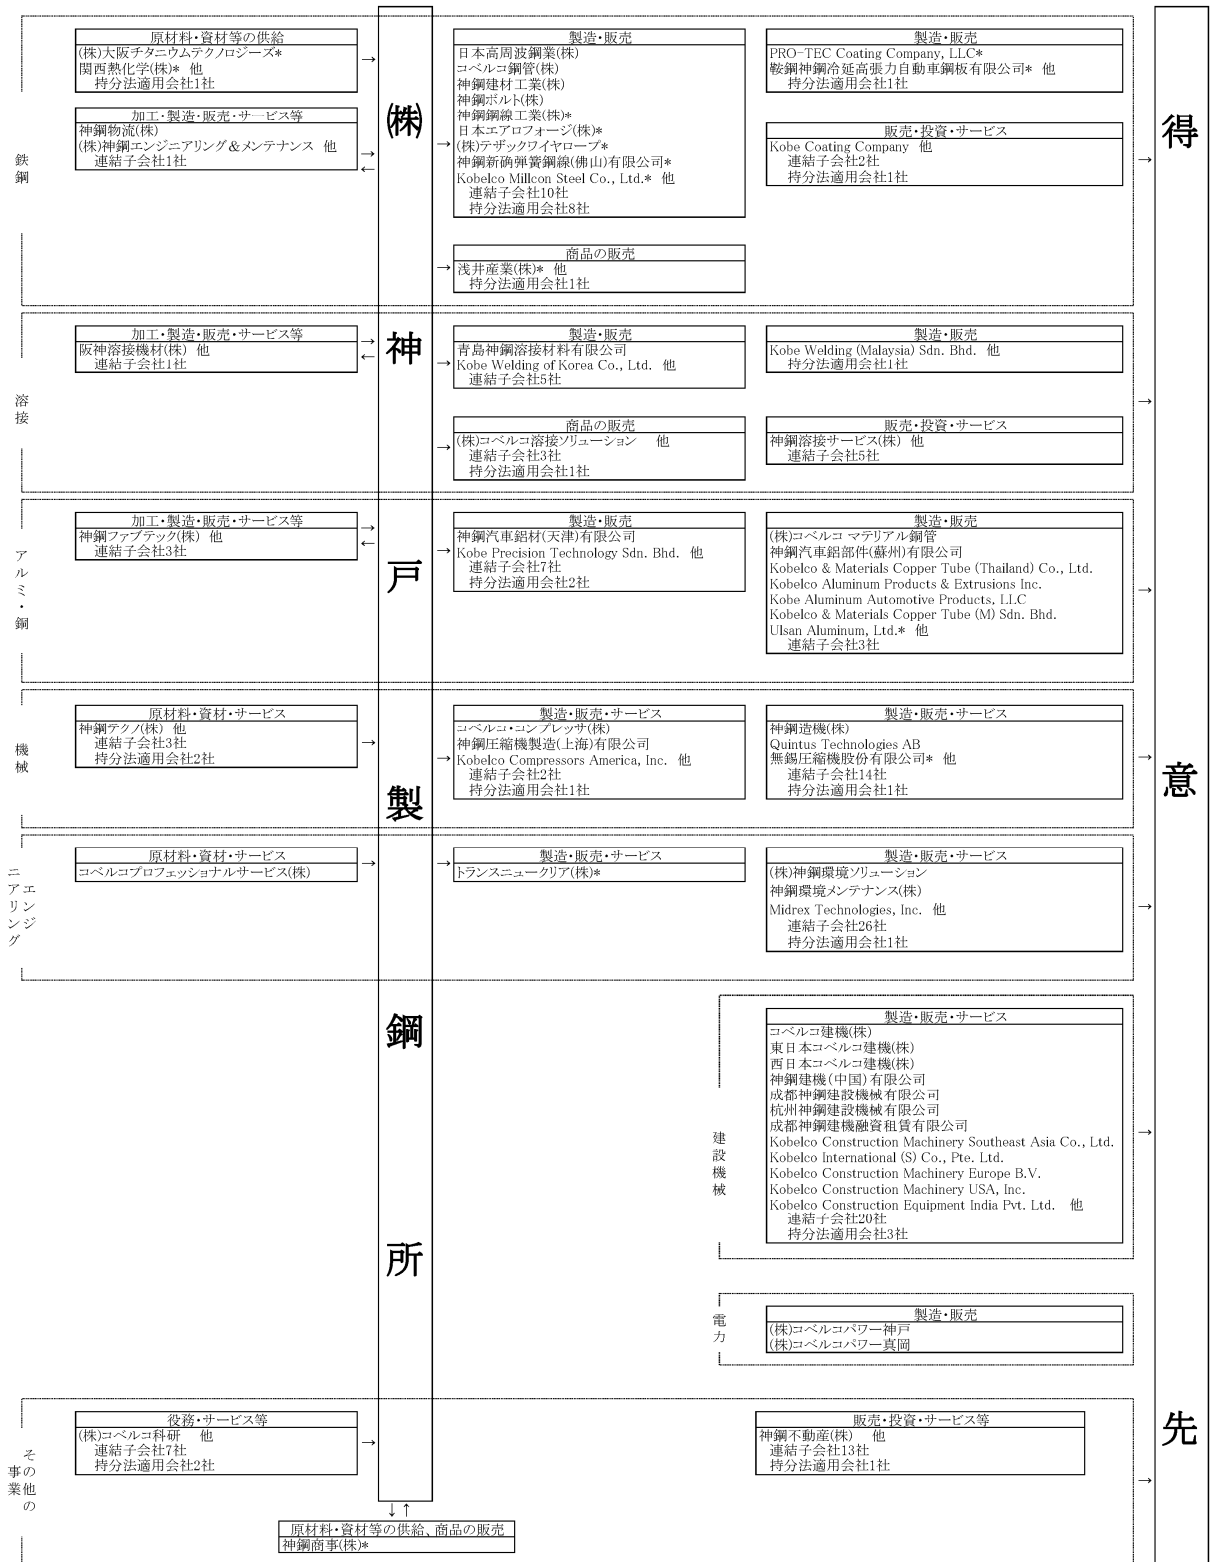 (株)神戸製鋼所
得意先
鉄鋼
原材料・資材等の供給
(株)大阪チタニウムテクノロジーズ*
関西熱化学(株)* 他
持分法適用会社1社
→
加工・製造・販売・サービス等
神鋼物流(株)
(株)神鋼エンジニアリング&メンテナンス 他
連結子会社1社
→
←
製造・販売
日本高周波鋼業(株)
コベルコ鋼管(株)
神鋼建材工業(株)
神鋼ボルト(株)
神鋼鋼線工業(株)*
日本エアロフォージ(株)*
(株)テザックワイヤロープ*
神鋼新确弾簧鋼線(佛山)有限公司*
Kobelco Millcon Steel Co., Ltd.* 他
連結子会社10社
持分法適用会社8社
→
商品の販売
浅井産業(株)* 他
持分法適用会社1社
→
製造・販売
PRO-TEC Coating Company, LLC*
鞍鋼神鋼冷延高張力自動車鋼板有限公司* 他
持分法適用会社1社
販売・投資・サービス
Kobe Coating Company 他
連結子会社2社
持分法適用会社1社
→
溶接
加工・製造・販売・サービス等
阪神溶接機材(株) 他
連結子会社1社
→
←
製造・販売
青島神鋼溶接材料有限公司
Kobe Welding of Korea Co., Ltd. 他
連結子会社5社
→
商品の販売
(株)コベルコ溶接ソリューション 他
連結子会社3社
持分法適用会社1社
→
製造・販売
Kobe Welding (Malaysia) Sdn. Bhd. 他
持分法適用会社1社
販売・投資・サービス
神鋼溶接サービス(株) 他
連結子会社5社
→
アルミ・銅
加工・製造・販売・サービス等
神鋼ファブテック(株) 他
連結子会社3社
→
←
製造・販売
神鋼汽車鋁材(天津)有限公司
Kobe Precision Technology Sdn. Bhd. 他
連結子会社7社
持分法適用会社2社
→
製造・販売
(株)コベルコ マテリアル銅管
神鋼汽車鋁部件(蘇州)有限公司
Kobelco & Materials Copper Tube (Thailand) Co., Ltd.
Kobelco Aluminum Products & Extrusions Inc.
Kobe Aluminum Automotive Products, LLC
Kobelco & Materials Copper Tube (M) Sdn. Bhd.
Ulsan Aluminum, Ltd.* 他
連結子会社3社
→
機械
原材料・資材・サービス
神鋼テクノ(株) 他
連結子会社3社
持分法適用会社2社
→
製造・販売・サービス
コベルコ・コンプレッサ(株)
神鋼圧縮機製造(上海)有限公司
Kobelco Compressors America, Inc. 他
連結子会社2社
持分法適用会社1社
→
製造・販売・サービス
神鋼造機(株)
Quintus Technologies AB
無錫圧縮機股份有限公司* 他
連結子会社14社
持分法適用会社1社
→
エンジニアリング
原材料・資材・サービス
コベルコプロフェッショナルサービス(株)
→
製造・販売・サービス
トランスニュークリア(株)*
→
製造・販売・サービス
(株)神鋼環境ソリューション
神鋼環境メンテナンス(株)
Midrex Technologies, Inc. 他
連結子会社26社
持分法適用会社1社
→
建設機械
製造・販売・サービス
コベルコ建機(株)
東日本コベルコ建機(株)
西日本コベルコ建機(株)
神鋼建機(中国)有限公司
成都神鋼建設機械有限公司
杭州神鋼建設機械有限公司
成都神鋼建機融資租賃有限公司
Kobelco Construction Machinery Southeast Asia Co., Ltd.
Kobelco International (S) Co., Pte. Ltd.
Kobelco Construction Machinery Europe B.V.
Kobelco Construction Machinery USA, Inc.
Kobelco Construction Equipment India Pvt. Ltd. 他
連結子会社20社
持分法適用会社3社
→
電力
製造・販売
(株)コベルコパワー神戸
(株)コベルコパワー真岡
その他の事業
役務・サービス等
(株)コベルコ科研 他
連結子会社7社
持分法適用会社2社
→
販売・投資・サービス等
神鋼不動産(株) 他
連結子会社13社
持分法適用会社1社
→
↓ ↑
原材料・資材等の供給、商品の販売
神鋼商事(株)*